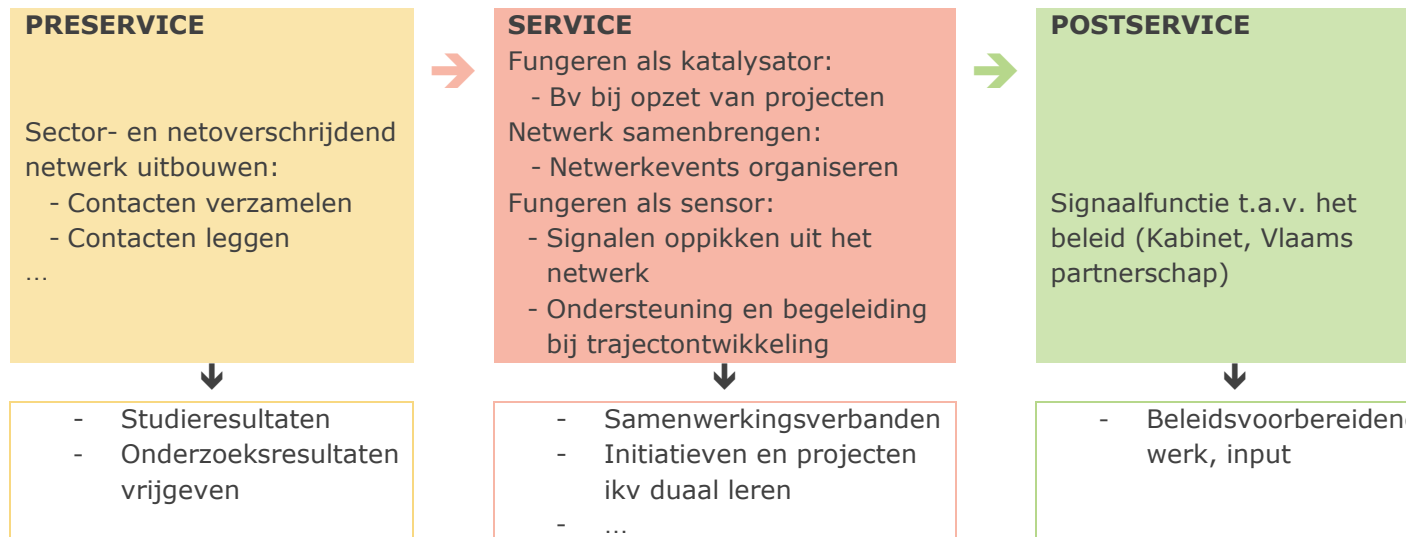 PRESERVICE
Sector- en netoverschrijdend
netwerk uitbouwen:
- Contacten verzamelen
- Contacten leggen
...
SERVICE
Fungeren als katalysator:
- Bv bij opzet van projecten
Netwerk samenbrengen:
- Netwerkevents organiseren
Fungeren als sensor:
- Signalen oppikken uit het
netwerk
- Ondersteuning en begeleiding
bij trajectontwikkeling
POSTSERVICE
Signaalfunctie t.a.v. het
beleid (Kabinet, Vlaams
partnerschap)
- Studieresultaten
- Onderzoeksresultaten
vrijgeven
- Samenwerkingsverbanden
- Initiatieven en projecten
ikv duaal leren
- ...
-
werk, input